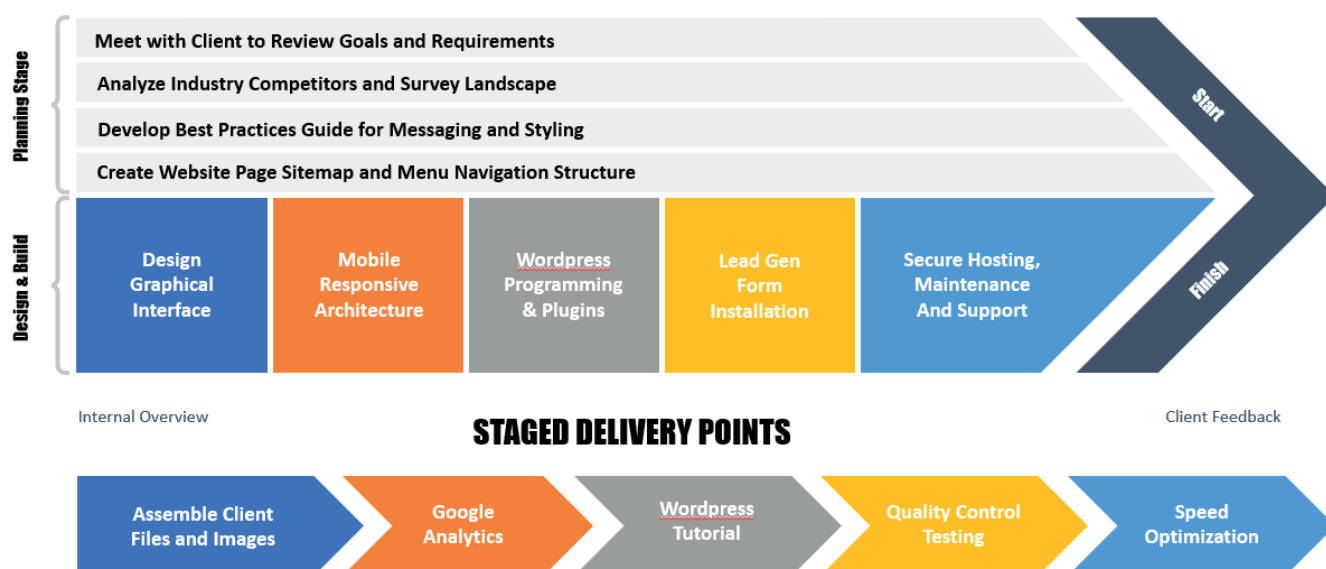 Planning Stage
Meet with Client to Review Goals and Requirements
Analyze Industry Competitors and Survey Landscape
Develop Best Practices Guide for Messaging and Styling
Create Website Page Sitemap and Menu Navigation Structure
Start
Design & Build
Design
Graphical
Interface
Mobile
Responsive
Architecture
Wordpress
Programming
& Plugins
Lead Gen
Form
Installation
Secure Hosting,
Maintenance
And Support
Finish
Internal Overview
STAGED DELIVERY POINTS
Client Feedback
Assemble Client
Files and Images
Google
Analytics
Wordpress
Tutorial
Quality Control
Testing
Speed
Optimization